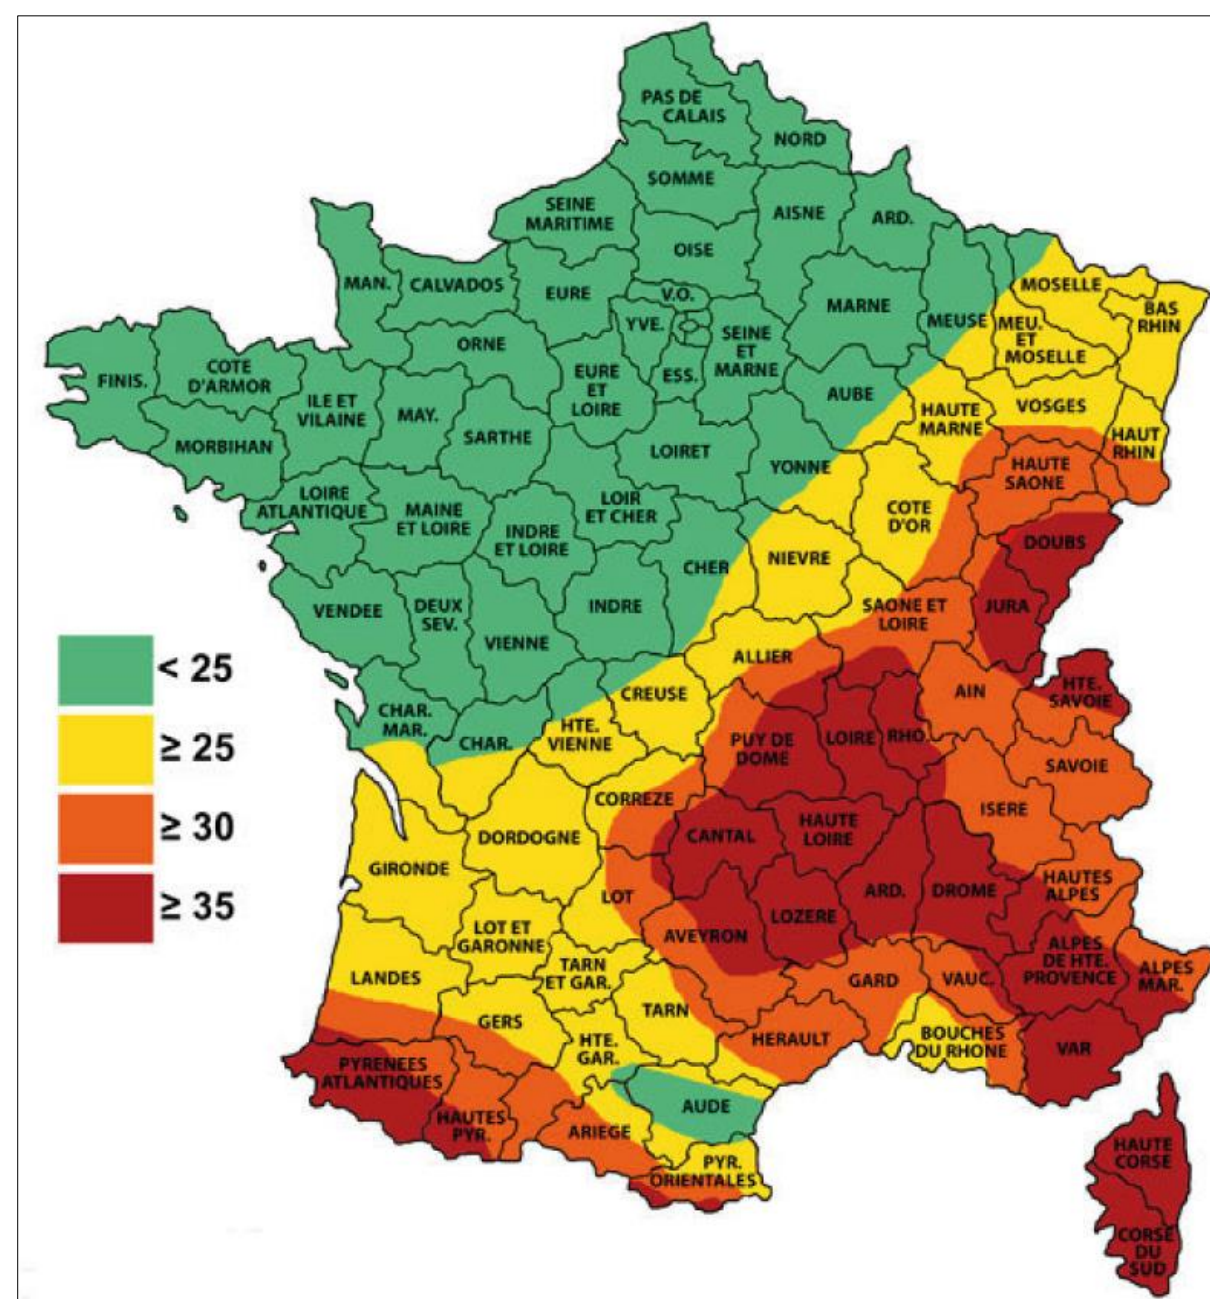 PAS DE
CALAIS
NORD
SOMME
SEINE
MARITIME
AISNE
ARD.
OISE
MAN.
CALVADOS
EURE
V.O.
MARNE
MEUSE
MOSELLE
BAS
RHIN
YVE.
SEINE
ET
MARNE
MEU.
ET
MOSELLE
ORNE
FINIS.
COTE
D'ARMOR
EURE
ET
LOIRE
ESS.
AUBE
ILE ET
VILAINE
MAY.
HAUTE
MARNE
VOSGES
MORBIHAN
SARTHE
LOIRET
YONNE
HAUT
RHIN
HAUTE
SAONE
LOIRE
ATLANTIQUE
MAINE
ET LOIRE
LOIR
ET CHER
INDRE
ET LOIRE
COTE
D'OR
DOUBS
CHER
NIEVRE
VENDEE
DEUX
SEV.
VIENNE
INDRE
SAONE ET
LOIRE
JURA
< 25
ALLIER
CREUSE
AIN
HTE.
SAVOIE
CHAR.
MAR.
CHAR.
HTE.
VIENNE
≥ 25
PUY DE
DOME
LOIRE
RHO.
SAVOIE
CORREZE
ISERE
≥ 30
DORDOGNE
CANTAL
HAUTE
LOIRE
GIRONDE
LOT
ARD.
DROME
HAUTES
ALPES
≥ 35
LOT ET
GARONNE
AVEYRON
LOZERE
LANDES
TARN
ET GAR.
GARD
VAUC.
ALPES
DE HTE.
PROVENCE
ALPES
MAR.
GERS
TARN
HERAULT
BOUCHES
DU RHONE
VAR
HTE.
GAR.
PYRENEES
ATLANTIQUES
HAUTES
PYR.
ARIEGE
AUDE
PYR.
ORIENTALES
HAUTE
CORSE
CORSE
DU
SUD